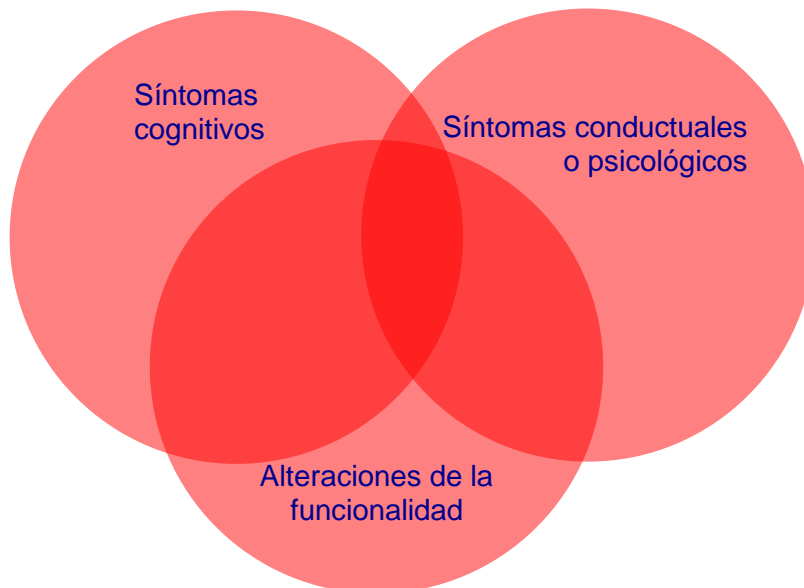 Síntomas
cognitivos
Síntomas conductuales
o psicológicos
Alteraciones de la
funcionalidad